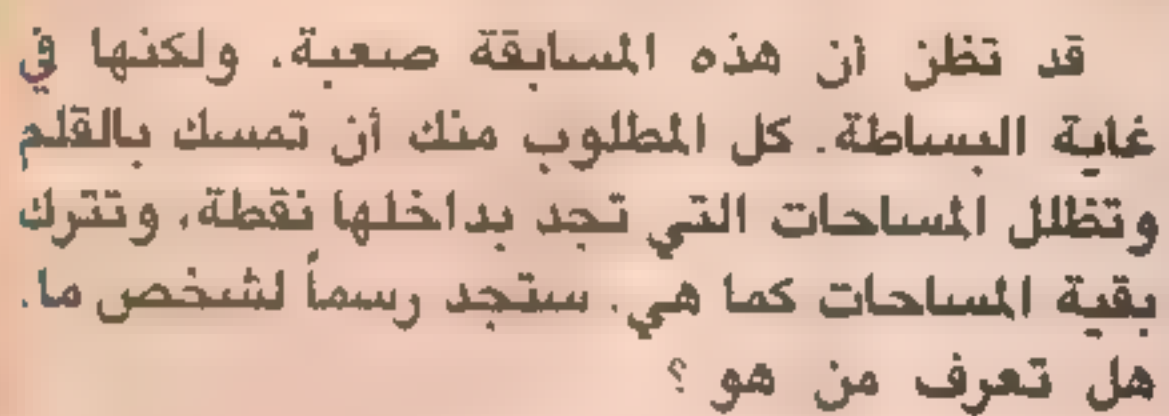 قد تظن أن هذه المسابقة صعبة، ولكنها في
غاية البساطة. كل المطلوب منك أن تمسك بالقلم
وتظلل المساحات التي تجد بداخلها نقطة، وتترك
بقية المساحات كما هي. ستجد رسماً لشخص ما.
هل تعرف من هو ؟